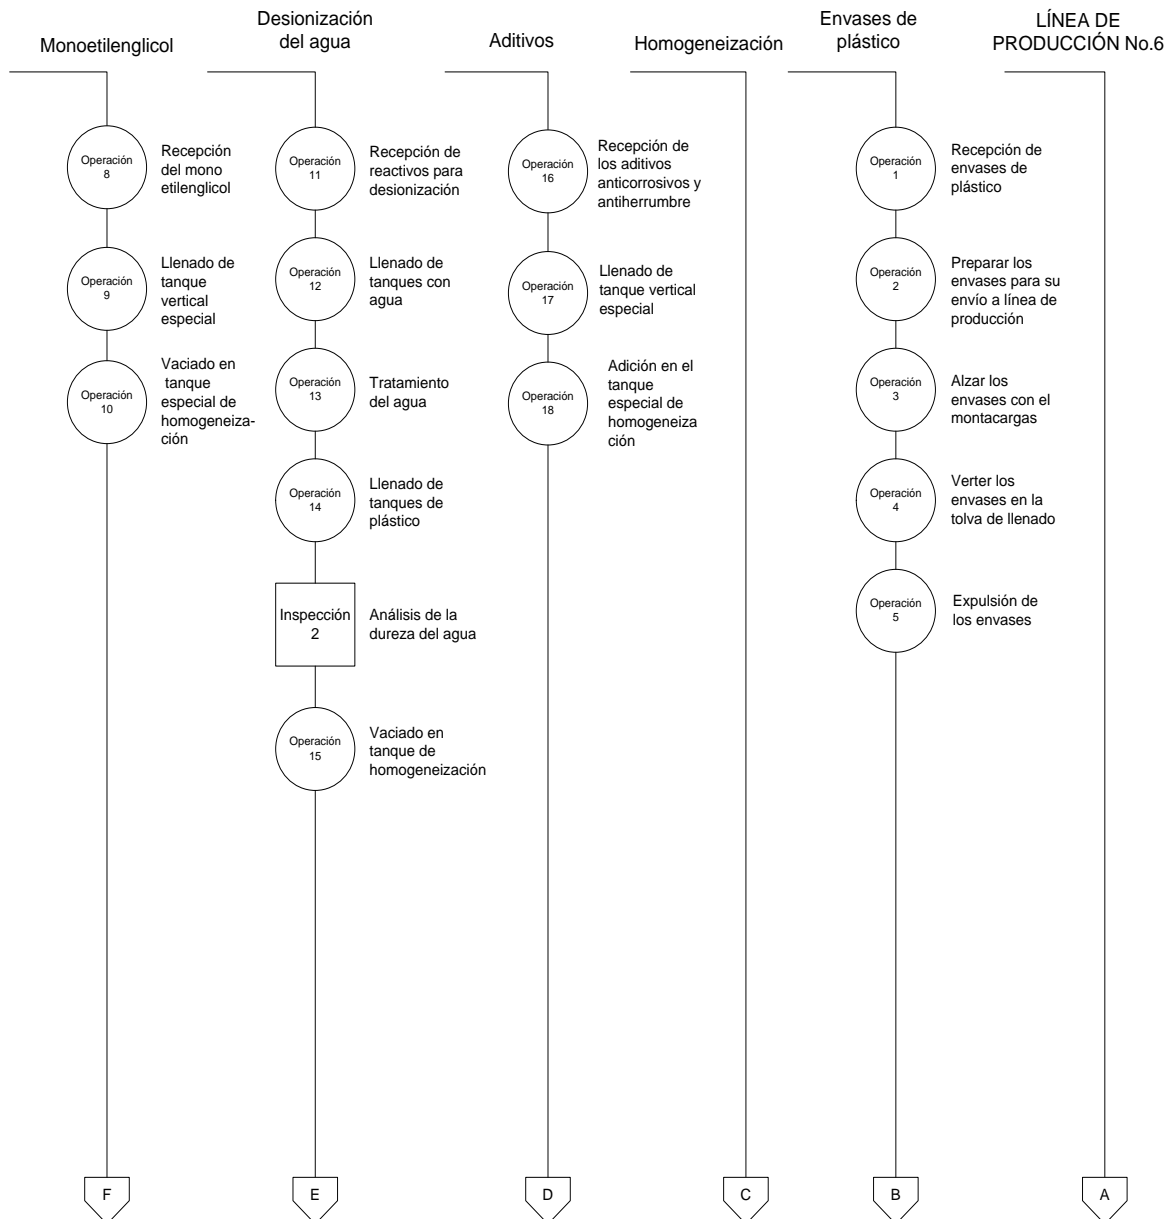 Monoetilenglicol
Desionización
del agua
Aditivos
Homogeneización
Envases de
plástico
LÍNEA DE
PRODUCCIÓN No.6
Operación
8
Recepción
del mono
etilenglicol
Operación
9
Llenado de
tanque
vertical
especial
Operación
10
Vaciado en
tanque
especial de
homogeneiza-
ción
F
Operación
11
Recepción de
reactivos para
desionización
Operación
12
Llenado de
tanques con
agua
Operación
13
Tratamiento
del agua
Operación
14
Llenado de
tanques de
plástico
Inspección
2
Análisis de la
dureza del agua
Operación
15
Vaciado en
tanque de
homogeneización
E
Operación
16
Recepción de
los aditivos
anticorrosivos y
antiherrumbre
Operación
17
Llenado de
tanque vertical
especial
Operación
18
Adición en el
tanque
especial de
homogeneiza
ción
D
C
Operación
1
Recepción de
envases de
plástico
Operación
2
Preparar los
envases para su
envío a línea de
producción
Operación
3
Alzar los
envases con el
montacargas
Operación
4
Verter los
envases en la
tolva de llenado
Operación
5
Expulsión de
los envases
B
A